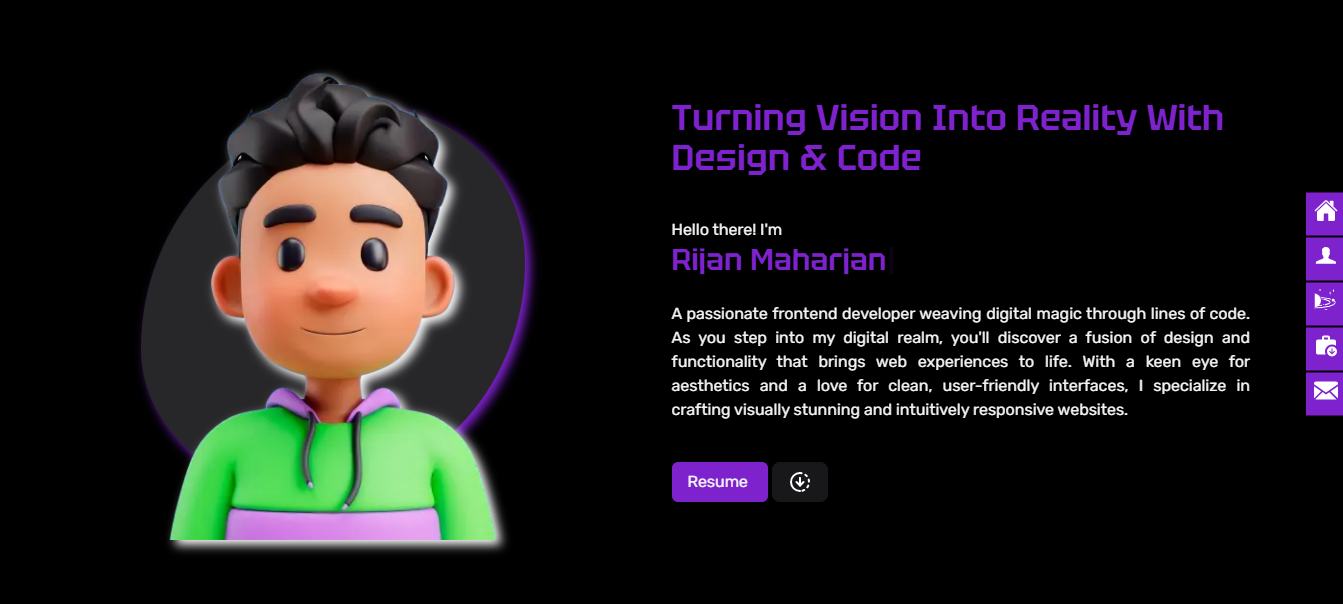 Turning Vision Into Reality With
Design & Code
Hello there! I'm
Rijan Maharjan
A passionate frontend developer weaving digital magic through lines of code.
As you step into my digital realm, you'll discover a fusion of design and
functionality that brings web experiences to life. With a keen eye for
aesthetics and a love for clean, user-friendly interfaces, I specialize in
crafting visually stunning and intuitively responsive websites.
Resume